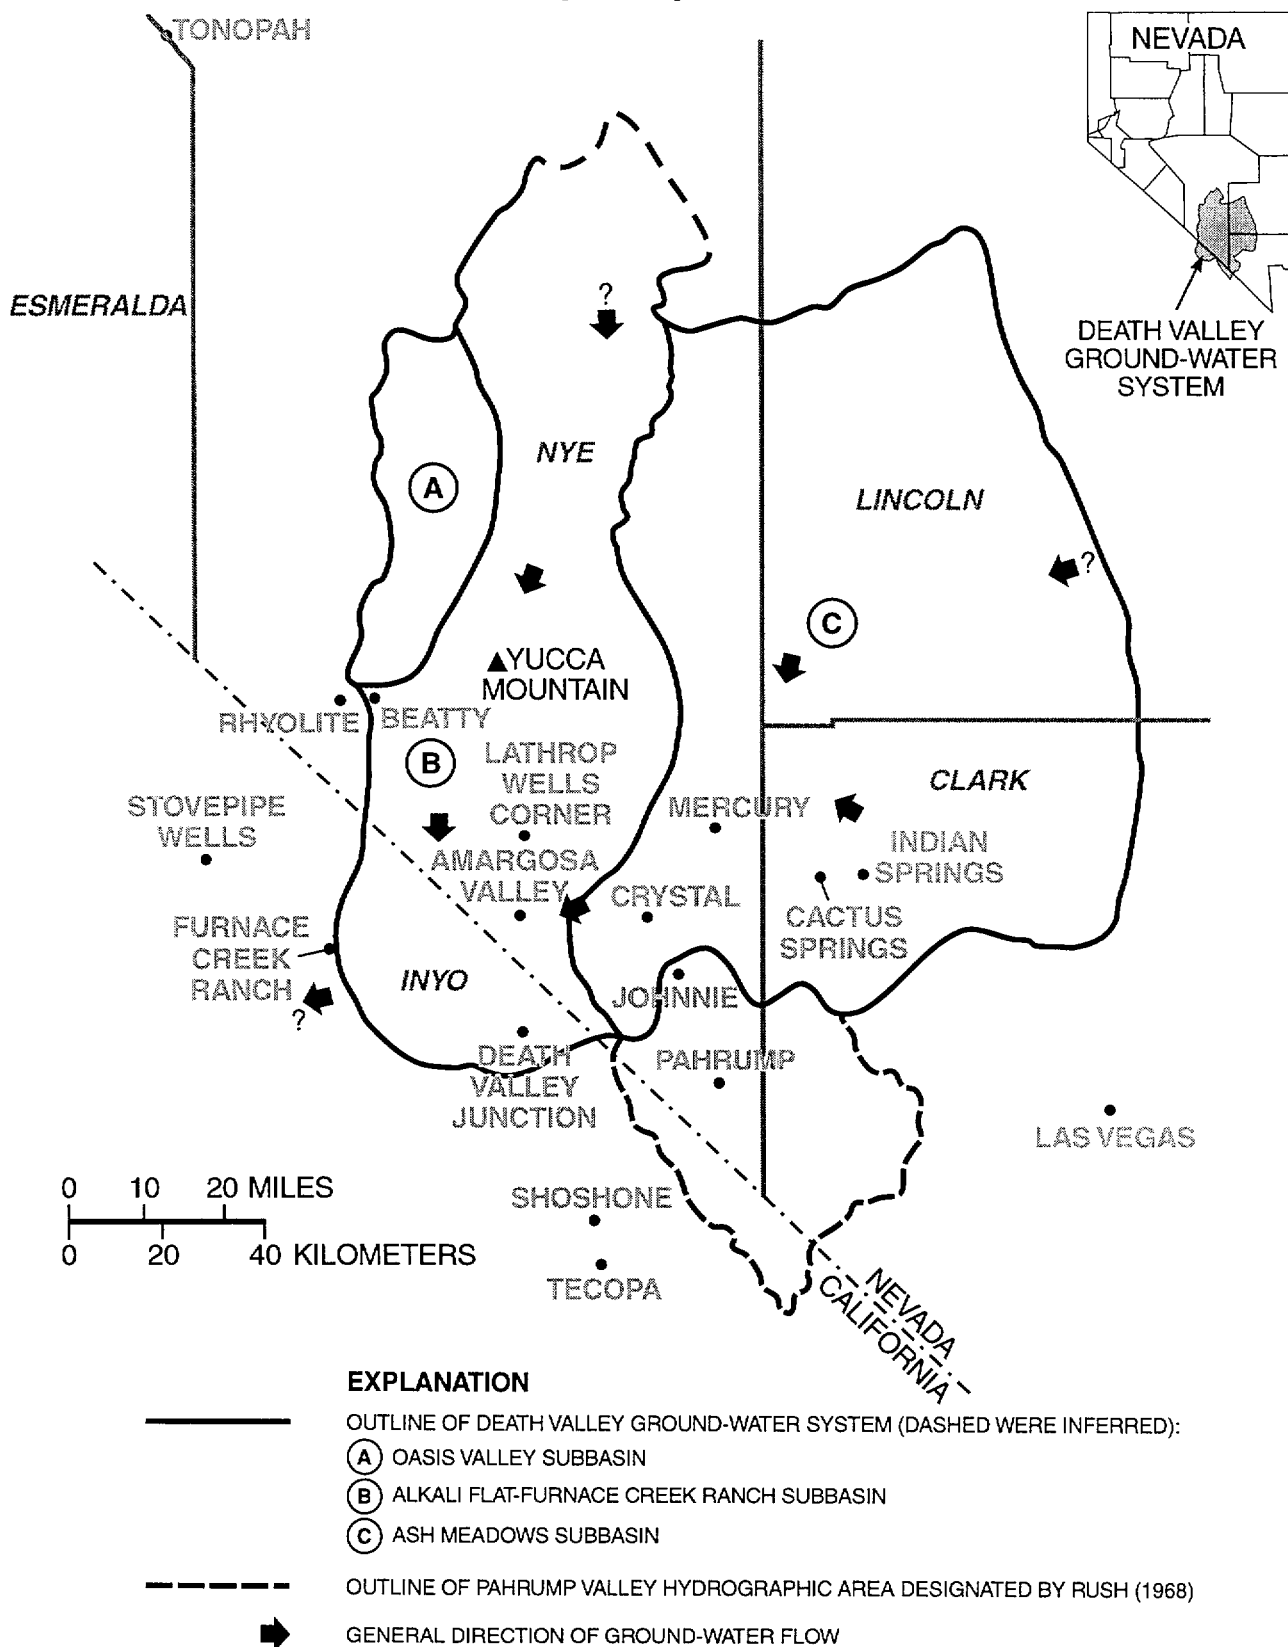 TONOPAH
NEVADA
DEATH VALLEY
GROUND-WATER
SYSTEM
ESMERALDA
?
NYE
A
LINCOLN
?
C
YUCCA
MOUNTAIN
RHYOLITE
BEATTY
B
LATHROP
WELLS
CORNER
CLARK
STOVEPIPE
WELLS
MERCURY
AMARGOSA
VALLEY
INDIAN
SPRINGS
CRYSTAL
CACTUS
SPRINGS
FURNACE
CREEK
RANCH
?
INYO
JOHNNIE
DEATH
VALLEY
JUNCTION
PAHRUMP
LAS VEGAS
0 10 20 MILES
0 20 40 KILOMETERS
SHOSHONE
TECOPA
NEVADA
CALIFORNIA
EXPLANATION
OUTLINE OF DEATH VALLEY GROUND-WATER SYSTEM (DASHED WERE INFERRED):
A OASIS VALLEY SUBBASIN
B ALKALI FLAT-FURNACE CREEK RANCH SUBBASIN
C ASH MEADOWS SUBBASIN
OUTLINE OF PAHRUMP VALLEY HYDROGRAPHIC AREA DESIGNATED BY RUSH (1968)
GENERAL DIRECTION OF GROUND-WATER FLOW